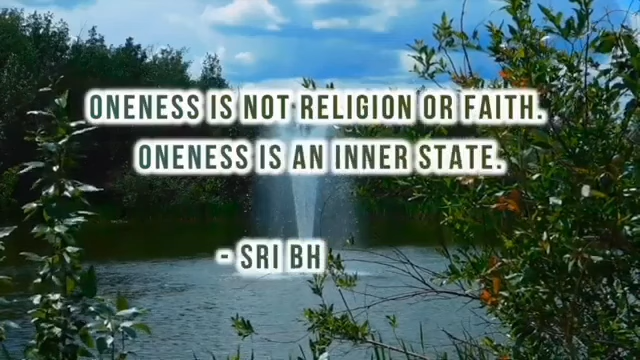 ONENESS IS NOT RELIGION OR FAITH.
ONENESS IS AN INNER STATE.
- SRI BH